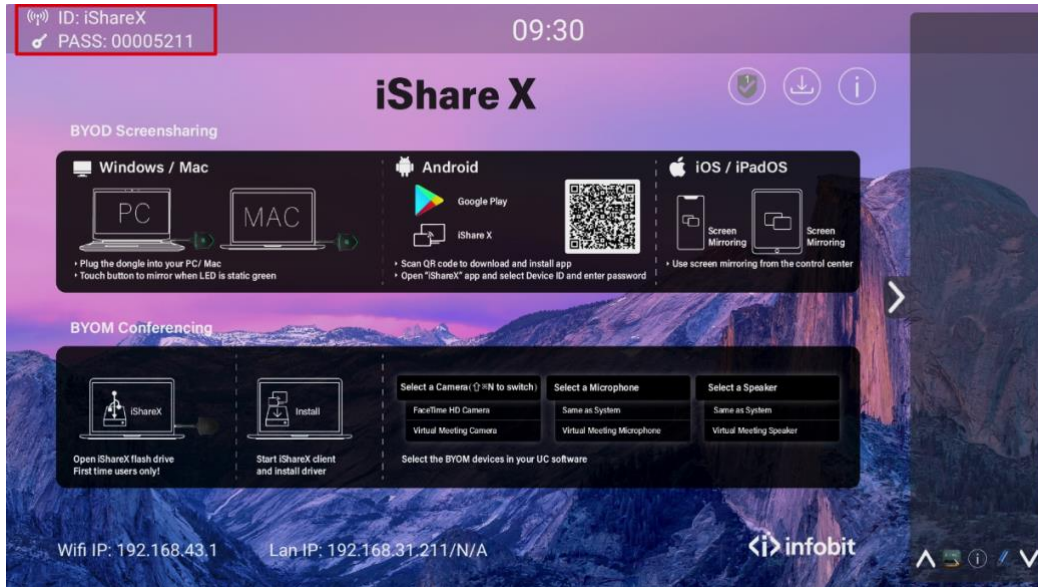 ID: iShareX
PASS: 00005211
09:30
iShare X
1
i
BYOD Screensharing
Windows / Mac
PC
MAC
‣ Plug the dongle into your PC/ Mac
‣ Touch button to mirror when LED is static green
Android
Google Play
iShare X
‣ Scan QR code to download and install app
‣ Open "iShareX" app and select Device ID and enter password
iOS / iPadOS
Screen
Mirroring
Screen
Mirroring
‣ Use screen mirroring from the control center
BYOM Conferencing
iShareX
Open iShareX flash drive
First time users only!
Install
Start iShareX client
and install driver
Select a Camera(⇧⌘N to switch)
FaceTime HD Camera
Virtual Meeting Camera
Select a Microphone
Same as System
Virtual Meeting Microphone
Select a Speaker
Same as System
Virtual Meeting Speaker
Select the BYOM devices in your UC software
Wifi IP: 192.168.43.1
Lan IP: 192.168.31.211/N/A
<i> infobit
i